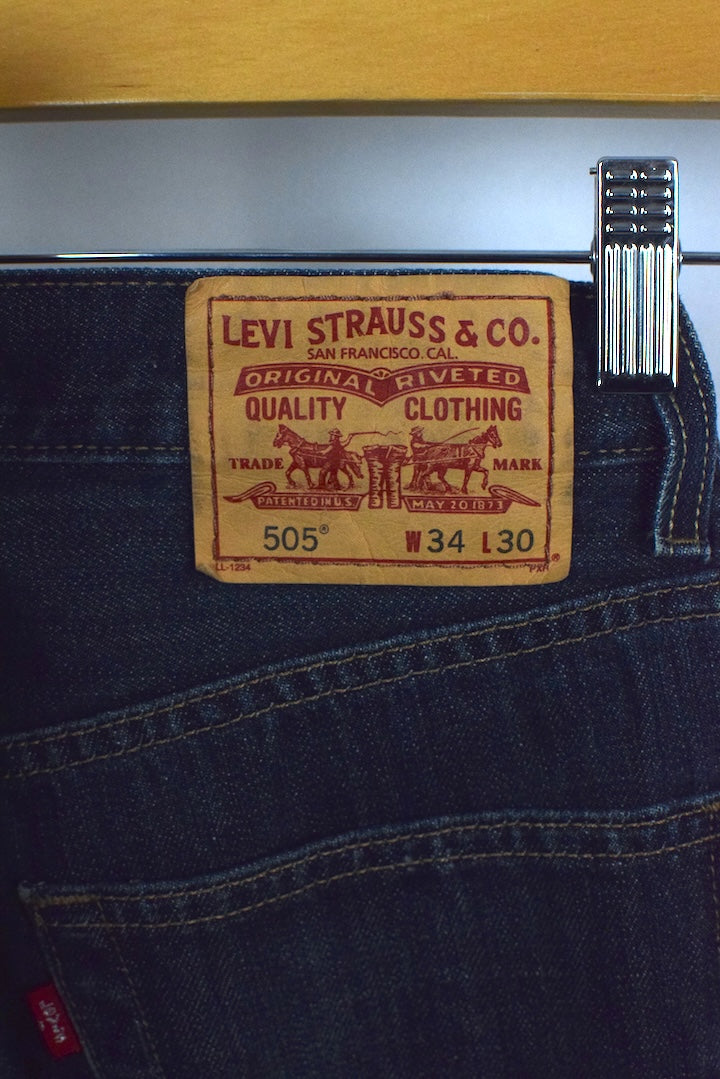 LEVI STRAUSS & CO.
SAN FRANCISCO. CAL.
ORIGINAL RIVETED
QUALITY CLOTHING
TRADE MARK
PATENTED IN U.S. MAY 20 1873
505® W34 L30
LL-1234 ®